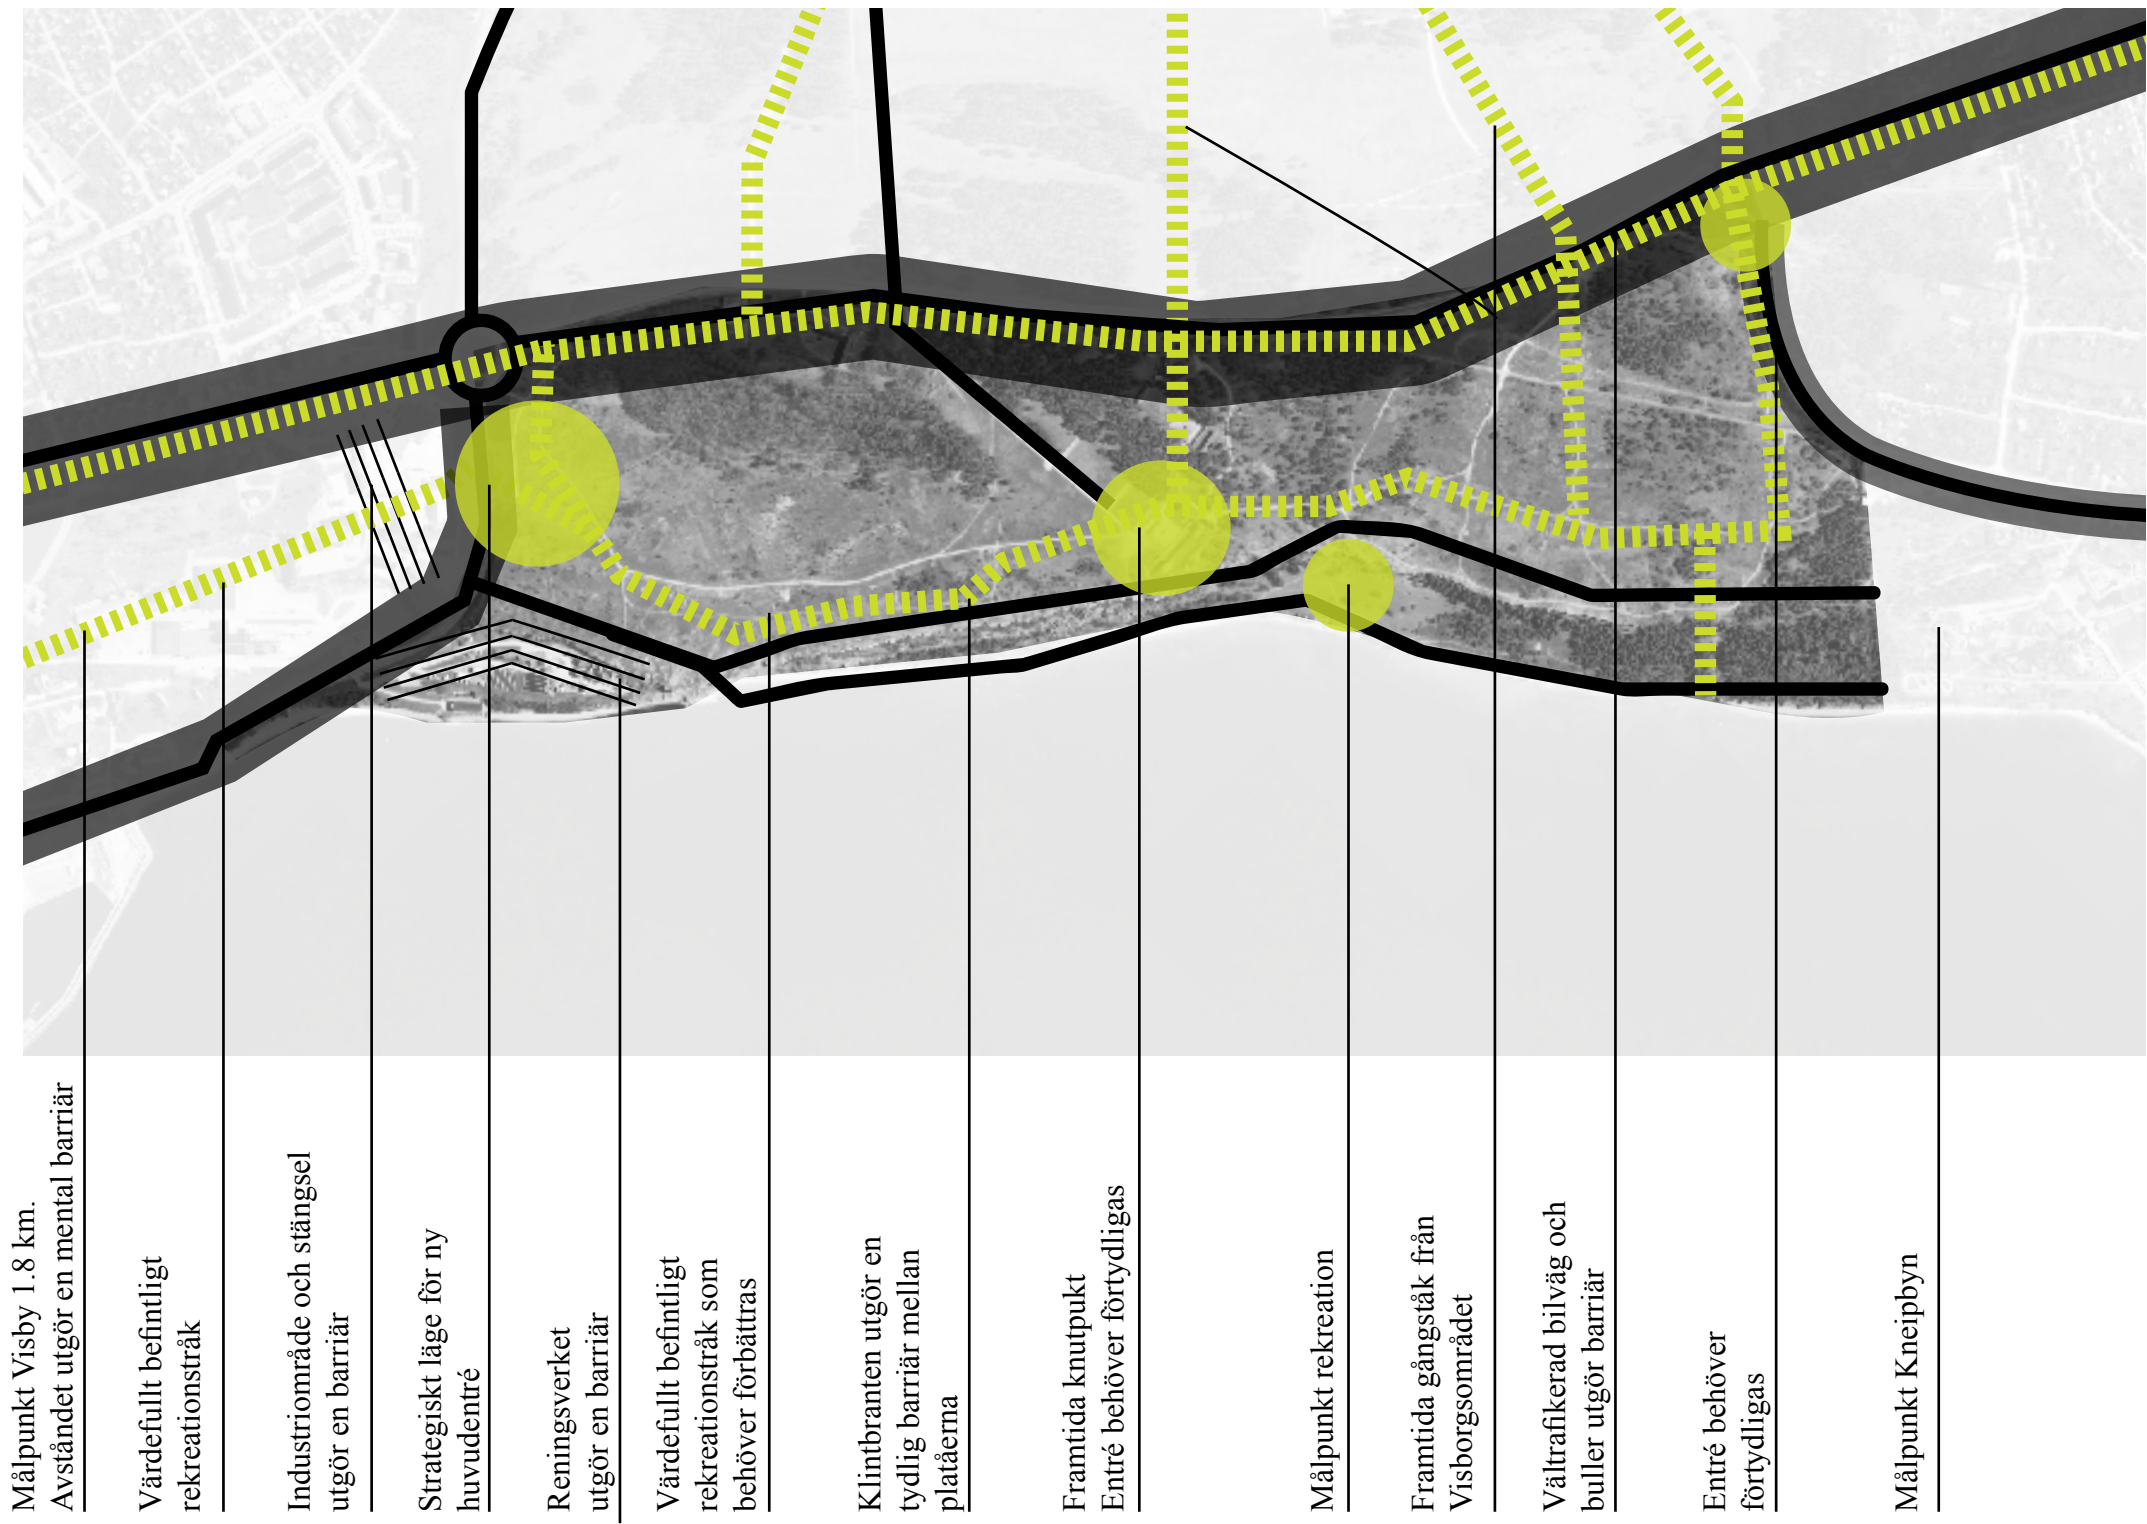 Målpunkt Visby 1.8 km.
Avståndet utgör en mental barriär
Värdefullt befintligt
rekreationstråk
Industriområde och stängsel
utgör en barriär
Strategiskt läge för ny
huvudentré
Reningsverket
utgör en barriär
Värdefullt befintligt
rekreationstråk som
behöver förbättras
Klintbranten utgör en
tydlig barriär mellan
platåerna
Framtida knutpukt
Entré behöver förtydligas
Målpunkt rekreation
Framtida gångståk från
Visborgsområdet
Vältrafikerad bilväg och
buller utgör barriär
Entré behöver
förtydligas
Målpunkt Kneipbyn